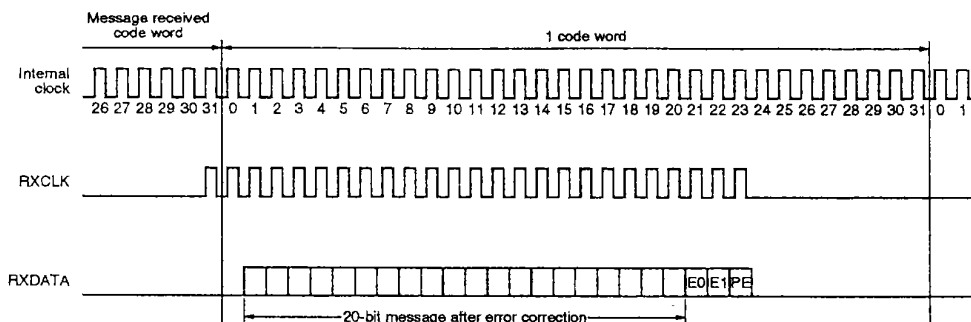 Message received
code word
1 code word
Internal
clock
26 27 28 29 30 31 0 1 2 3 4 5 6 7 8 9 10 11 12 13 14 15 16 17 18 19 20 21 22 23 24 25 26 27 28 29 30 31 0 1
RXCLK
RXDATA
E0 E1 PE
20-bit message after error correction